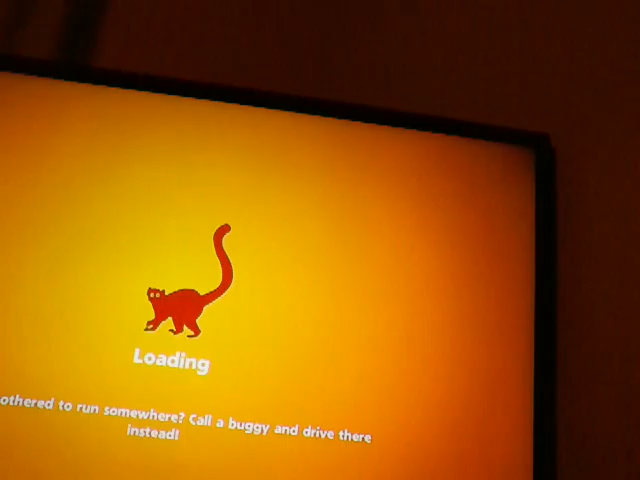 Loading
othered to run somewhere? Call a buggy and drive there
instead!